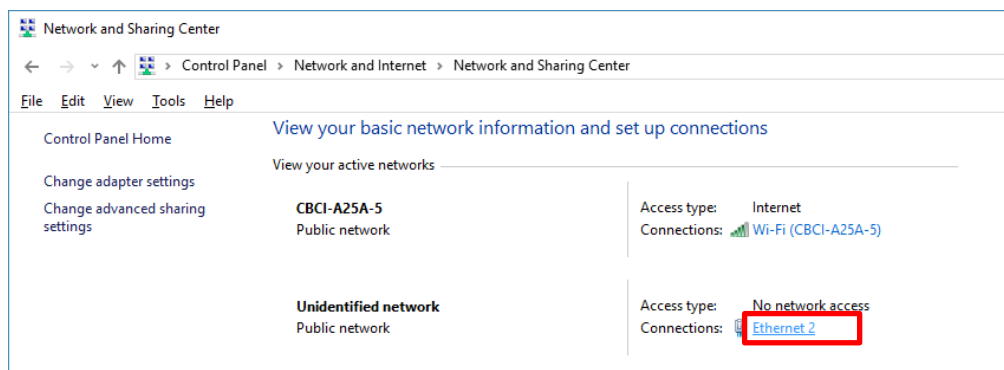 Network and Sharing Center
Control Panel > Network and Internet > Network and Sharing Center
File Edit View Tools Help
Control Panel Home
Change adapter settings
Change advanced sharing
settings
View your basic network information and set up connections
View your active networks
CBCI-A25A-5
Public network
Access type: Internet
Connections: Wi-Fi (CBCI-A25A-5)
Unidentified network
Public network
Access type: No network access
Connections: Ethernet 2